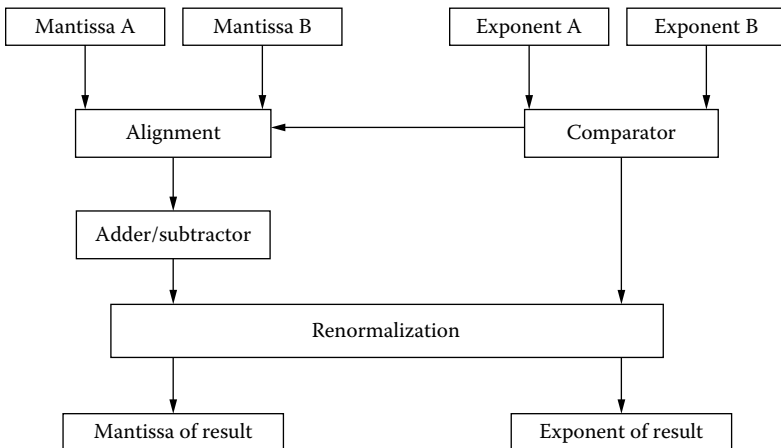 Mantissa A
Mantissa B
Exponent A
Exponent B
Alignment
Comparator
Adder/subtractor
Renormalization
Mantissa of result
Exponent of result